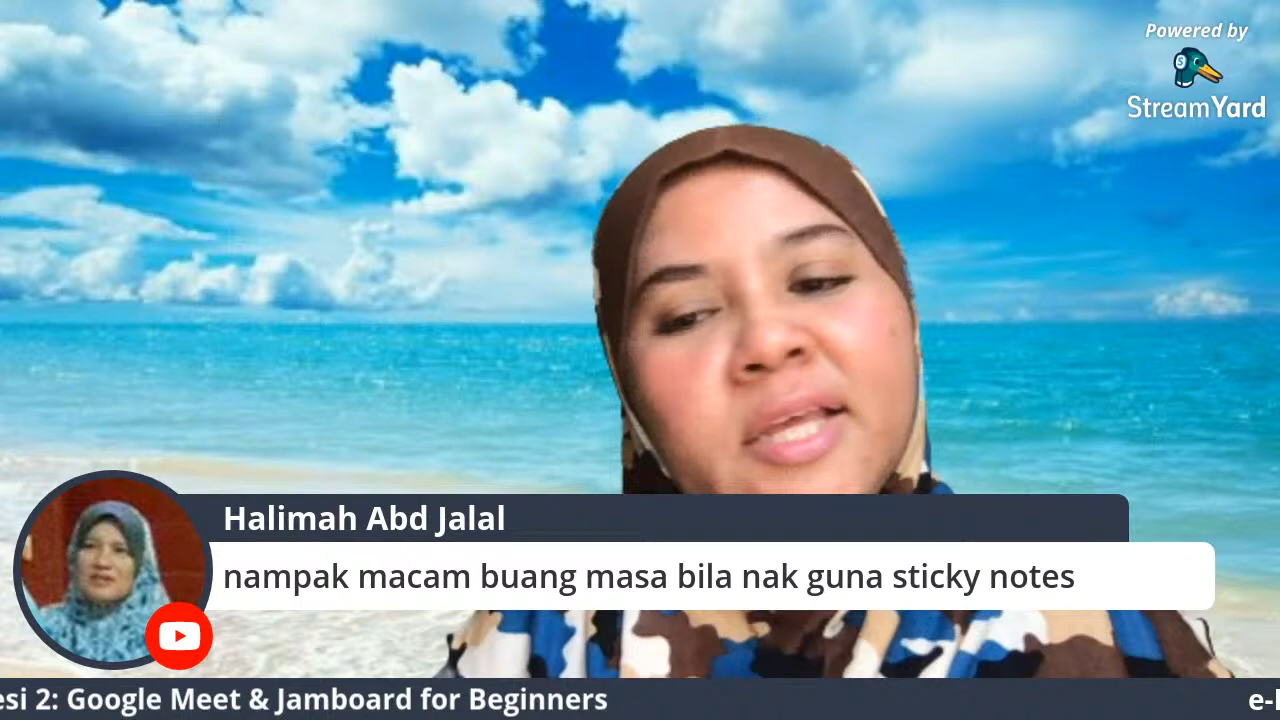 Powered by
StreamYard
Halimah Abd Jalal
nampak macam buang masa bila nak guna sticky notes
esi 2: Google Meet & Jamboard for Beginners